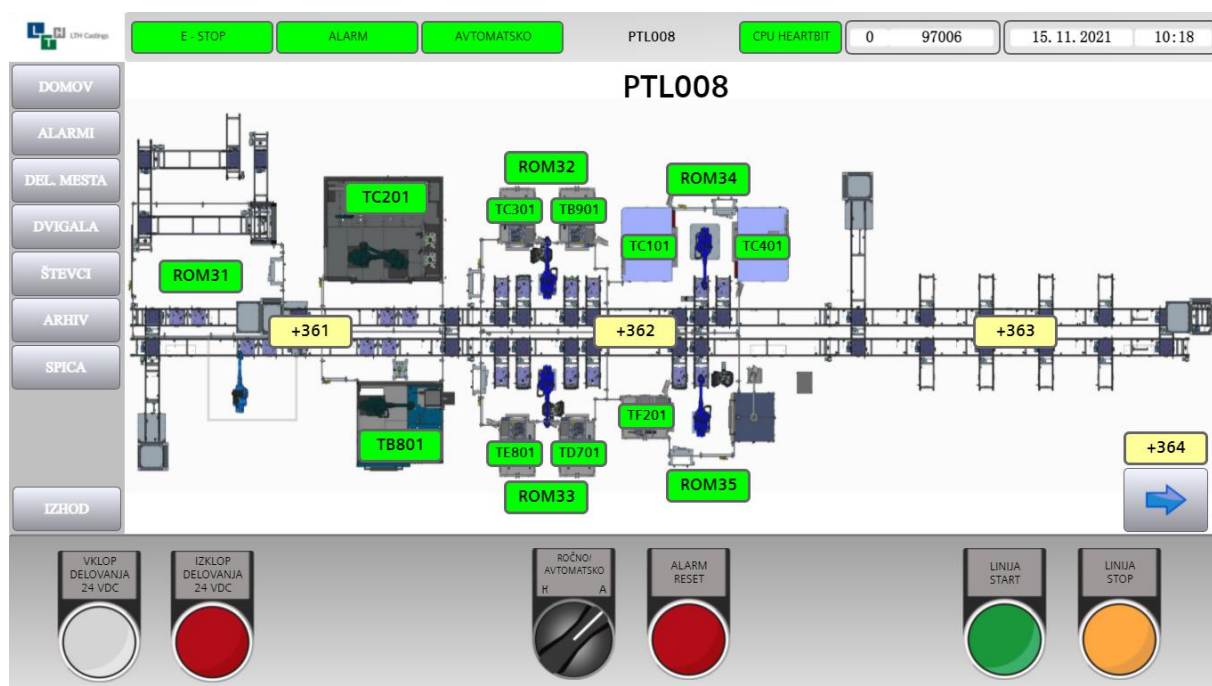 LTH
LTH Castings
E - STOP
ALARM
AVTOMATSKO
PTL008
CPU HEARTBIT
0
97006
15. 11. 2021
10:18
PTL008
DOMOV
ALARMI
DEL. MESTA
DVIGALA
ŠTEVCI
ARHIV
SPICA
IZHOD
ROM32
ROM34
TC201
TC301
TB901
TC101
TC401
ROM31
+361
+362
+363
TF201
TB801
TE801
TD701
ROM33
ROM35
+364
VKLOP
DELOVANJA
24 VDC
IZKLOP
DELOVANJA
24 VDC
ROČNO/
AVTOMATSKO
R A
ALARM
RESET
LINIJA
START
LINIJA
STOP